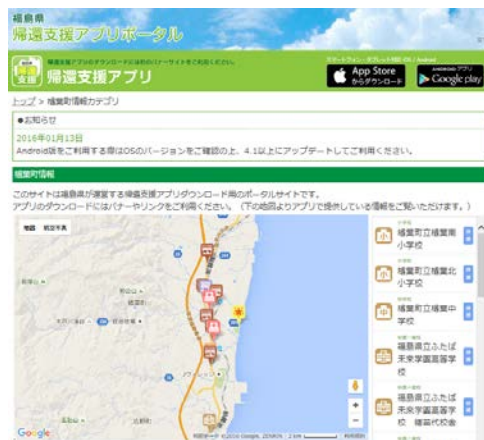 福島県
帰還支援アプリポータル
帰還支援アプリ
App Store
からダウンロード
Google play
トップ > 楢葉町情報カテゴリ
●お知らせ
2016年01月13日
Android版をご利用する際はOSのバージョンをご確認の上、4.1以上にアップデートしてご利用ください。
楢葉町情報
このサイトは福島県が運営する帰還支援アプリダウンロード用のポータルサイトです。
アプリのダウンロードにはバナーやリンクをご利用ください。(下の地図よりアプリで提供している情報をご覧いただけます。)
地図 航空写真
楢葉町立楢葉南
小学校
楢葉町立楢葉北
小学校
楢葉町立楢葉中
学校
福島県立ふたば
未来学園高等学
校
福島県立ふたば
未来学園高等学
校
Google
2 km